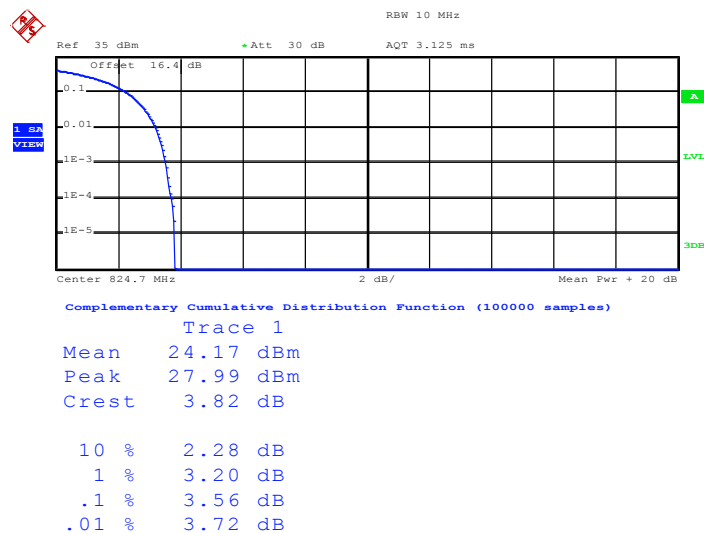 RBW 10 MHz
Ref 35 dBm * Att 30 dB AQT 3.125 ms
Offset 16.4 dB
0.1
A
0.01
1 SA
VIEW
1E-3
LVL
1E-4
1E-5
3DB
Center 824.7 MHz 2 dB/ Mean Pwr + 20 dB
Complementary Cumulative Distribution Function (100000 samples)
Trace 1
Mean 24.17 dBm
Peak 27.99 dBm
Crest 3.82 dB
10 % 2.28 dB
1 % 3.20 dB
.1 % 3.56 dB
.01 % 3.72 dB